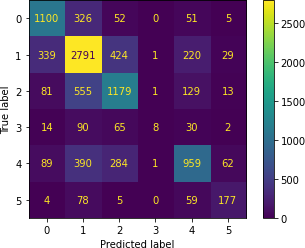 0 1100 326 52 0 51 5
1 339 2791 424 1 220 29
2 81 555 1179 1 129 13
3 14 90 65 8 30 2
4 89 390 284 1 959 62
5 4 78 5 0 59 177
0 1 2 3 4 5
Predicted label
True label
2500
2000
1500
1000
500
0